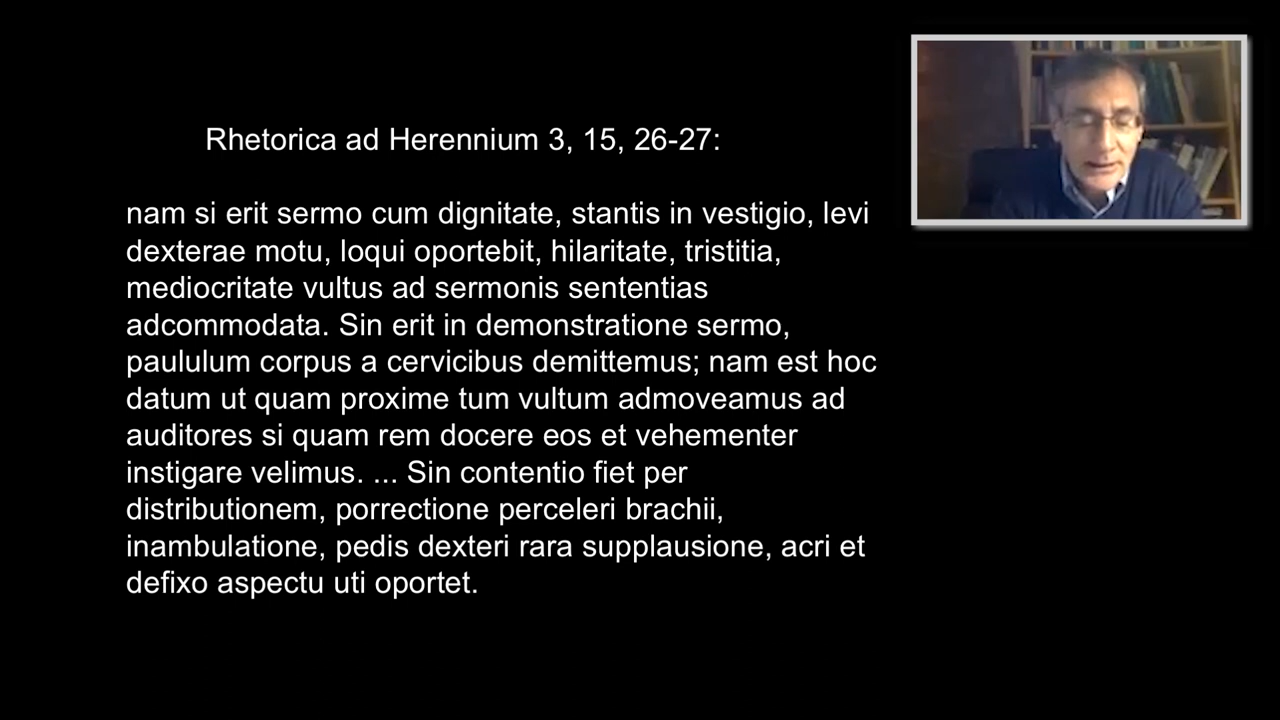 Rhetorica ad Herennium 3, 15, 26-27:
nam si erit sermo cum dignitate, stantis in vestigio, levi
dexterae motu, loqui oportebit, hilaritate, tristitia,
mediocritate vultus ad sermonis sententias
adcommodata. Sin erit in demonstratione sermo,
paululum corpus a cervicibus demittemus; nam est hoc
datum ut quam proxime tum vultum admoveamus ad
auditores si quam rem docere eos et vehementer
instigare velimus. ... Sin contentio fiet per
distributionem, porrectione perceleri brachii,
inambulatione, pedis dexteri rara supplausione, acri et
defixo aspectu uti oportet.